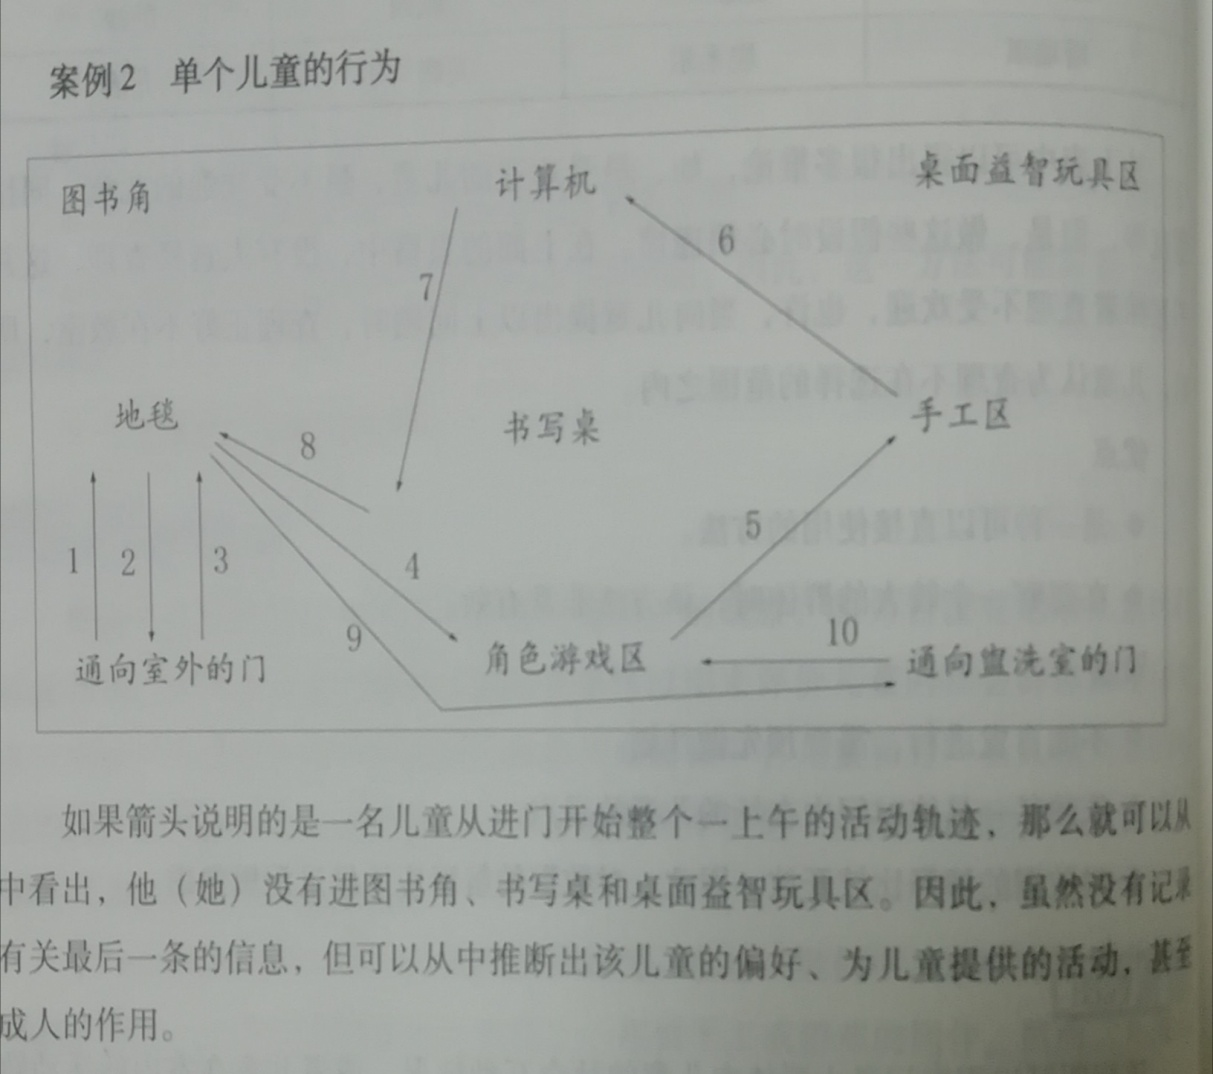 案例2 单个儿童的行为
图书角
计算机
桌面益智玩具区
6
7
地毯
书写桌
手工区
8
5
1
2
3
4
9
10
通向室外的门
角色游戏区
通向盥洗室的门
如果箭头说明的是一名儿童从进门开始整个一上午的活动轨迹，那么就可以从
中看出，他（她）没有进图书角、书写桌和桌面益智玩具区。因此，虽然没有记录
有关最后一条的信息，但可以从中推断出该儿童的偏好、为儿童提供的活动，甚至
成人的作用。